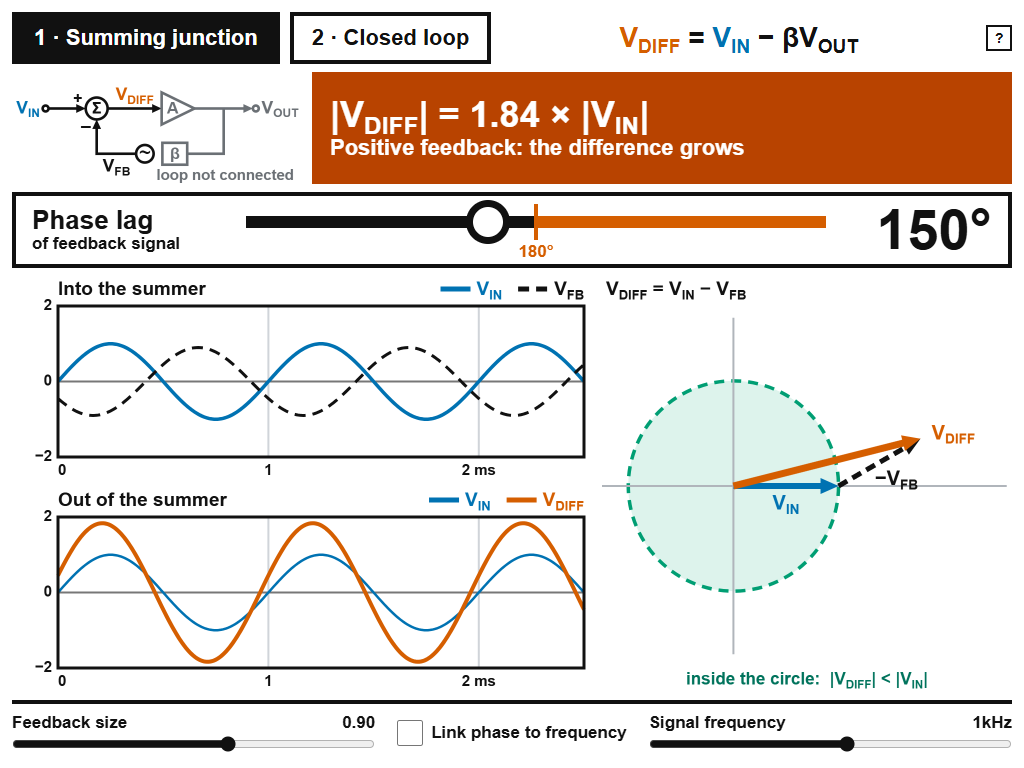 1 · Summing junction
2 · Closed loop
VDIFF = VIN − βVOUT
?
VIN
+
Σ
VDIFF
A
VOUT
−
VFB
~
β
loop not connected
|VDIFF| = 1.84 × |VIN|
Positive feedback: the difference grows
Phase lag
of feedback signal
180°
150°
Into the summer
VIN
VFB
2
0
−2
0
1
2 ms
Out of the summer
VIN
VDIFF
2
0
−2
0
1
2 ms
VDIFF = VIN − VFB
VDIFF
−VFB
VIN
inside the circle: |VDIFF| < |VIN|
Feedback size
0.90
Link phase to frequency
Signal frequency
1kHz